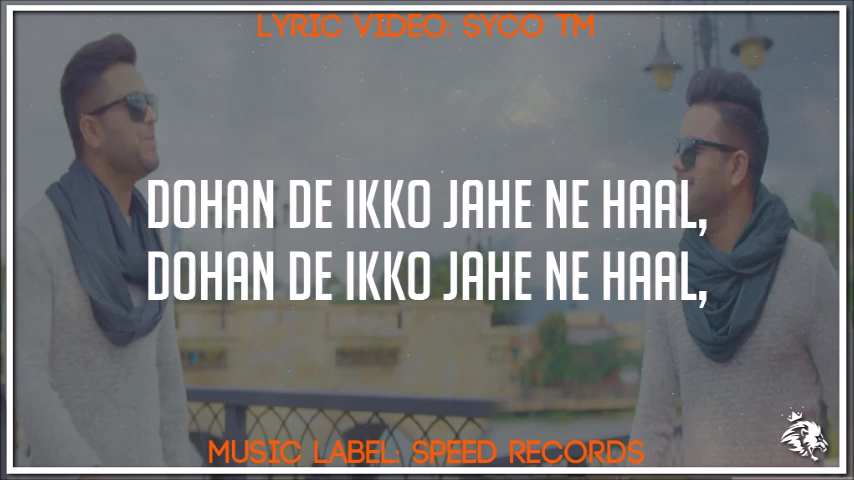 LYRIC VIDEO: SYCO TM
DOHAN DE IKKO JAHE NE HAAL,
DOHAN DE IKKO JAHE NE HAAL,
MUSIC LABEL: SPEED RECORDS